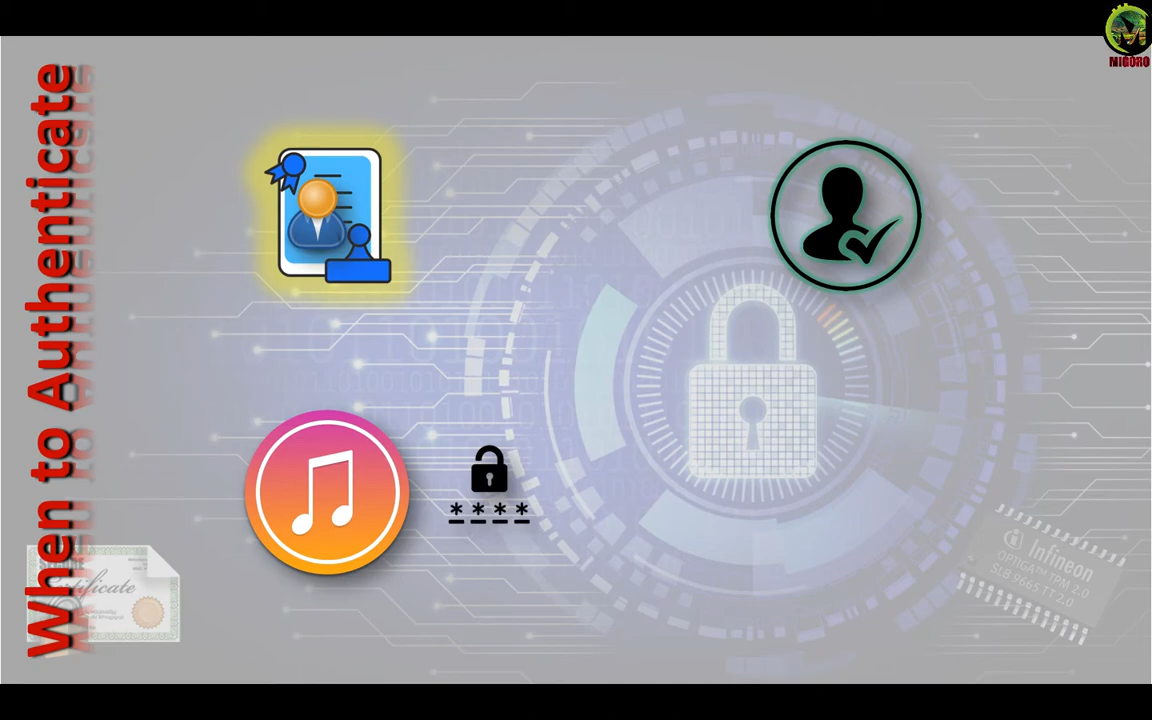 When to Authenticate
MIGORO
* * * *
Certificate
Infineon
OPTIGA™ TPM 2.0
SLB 9665 TT 2.0